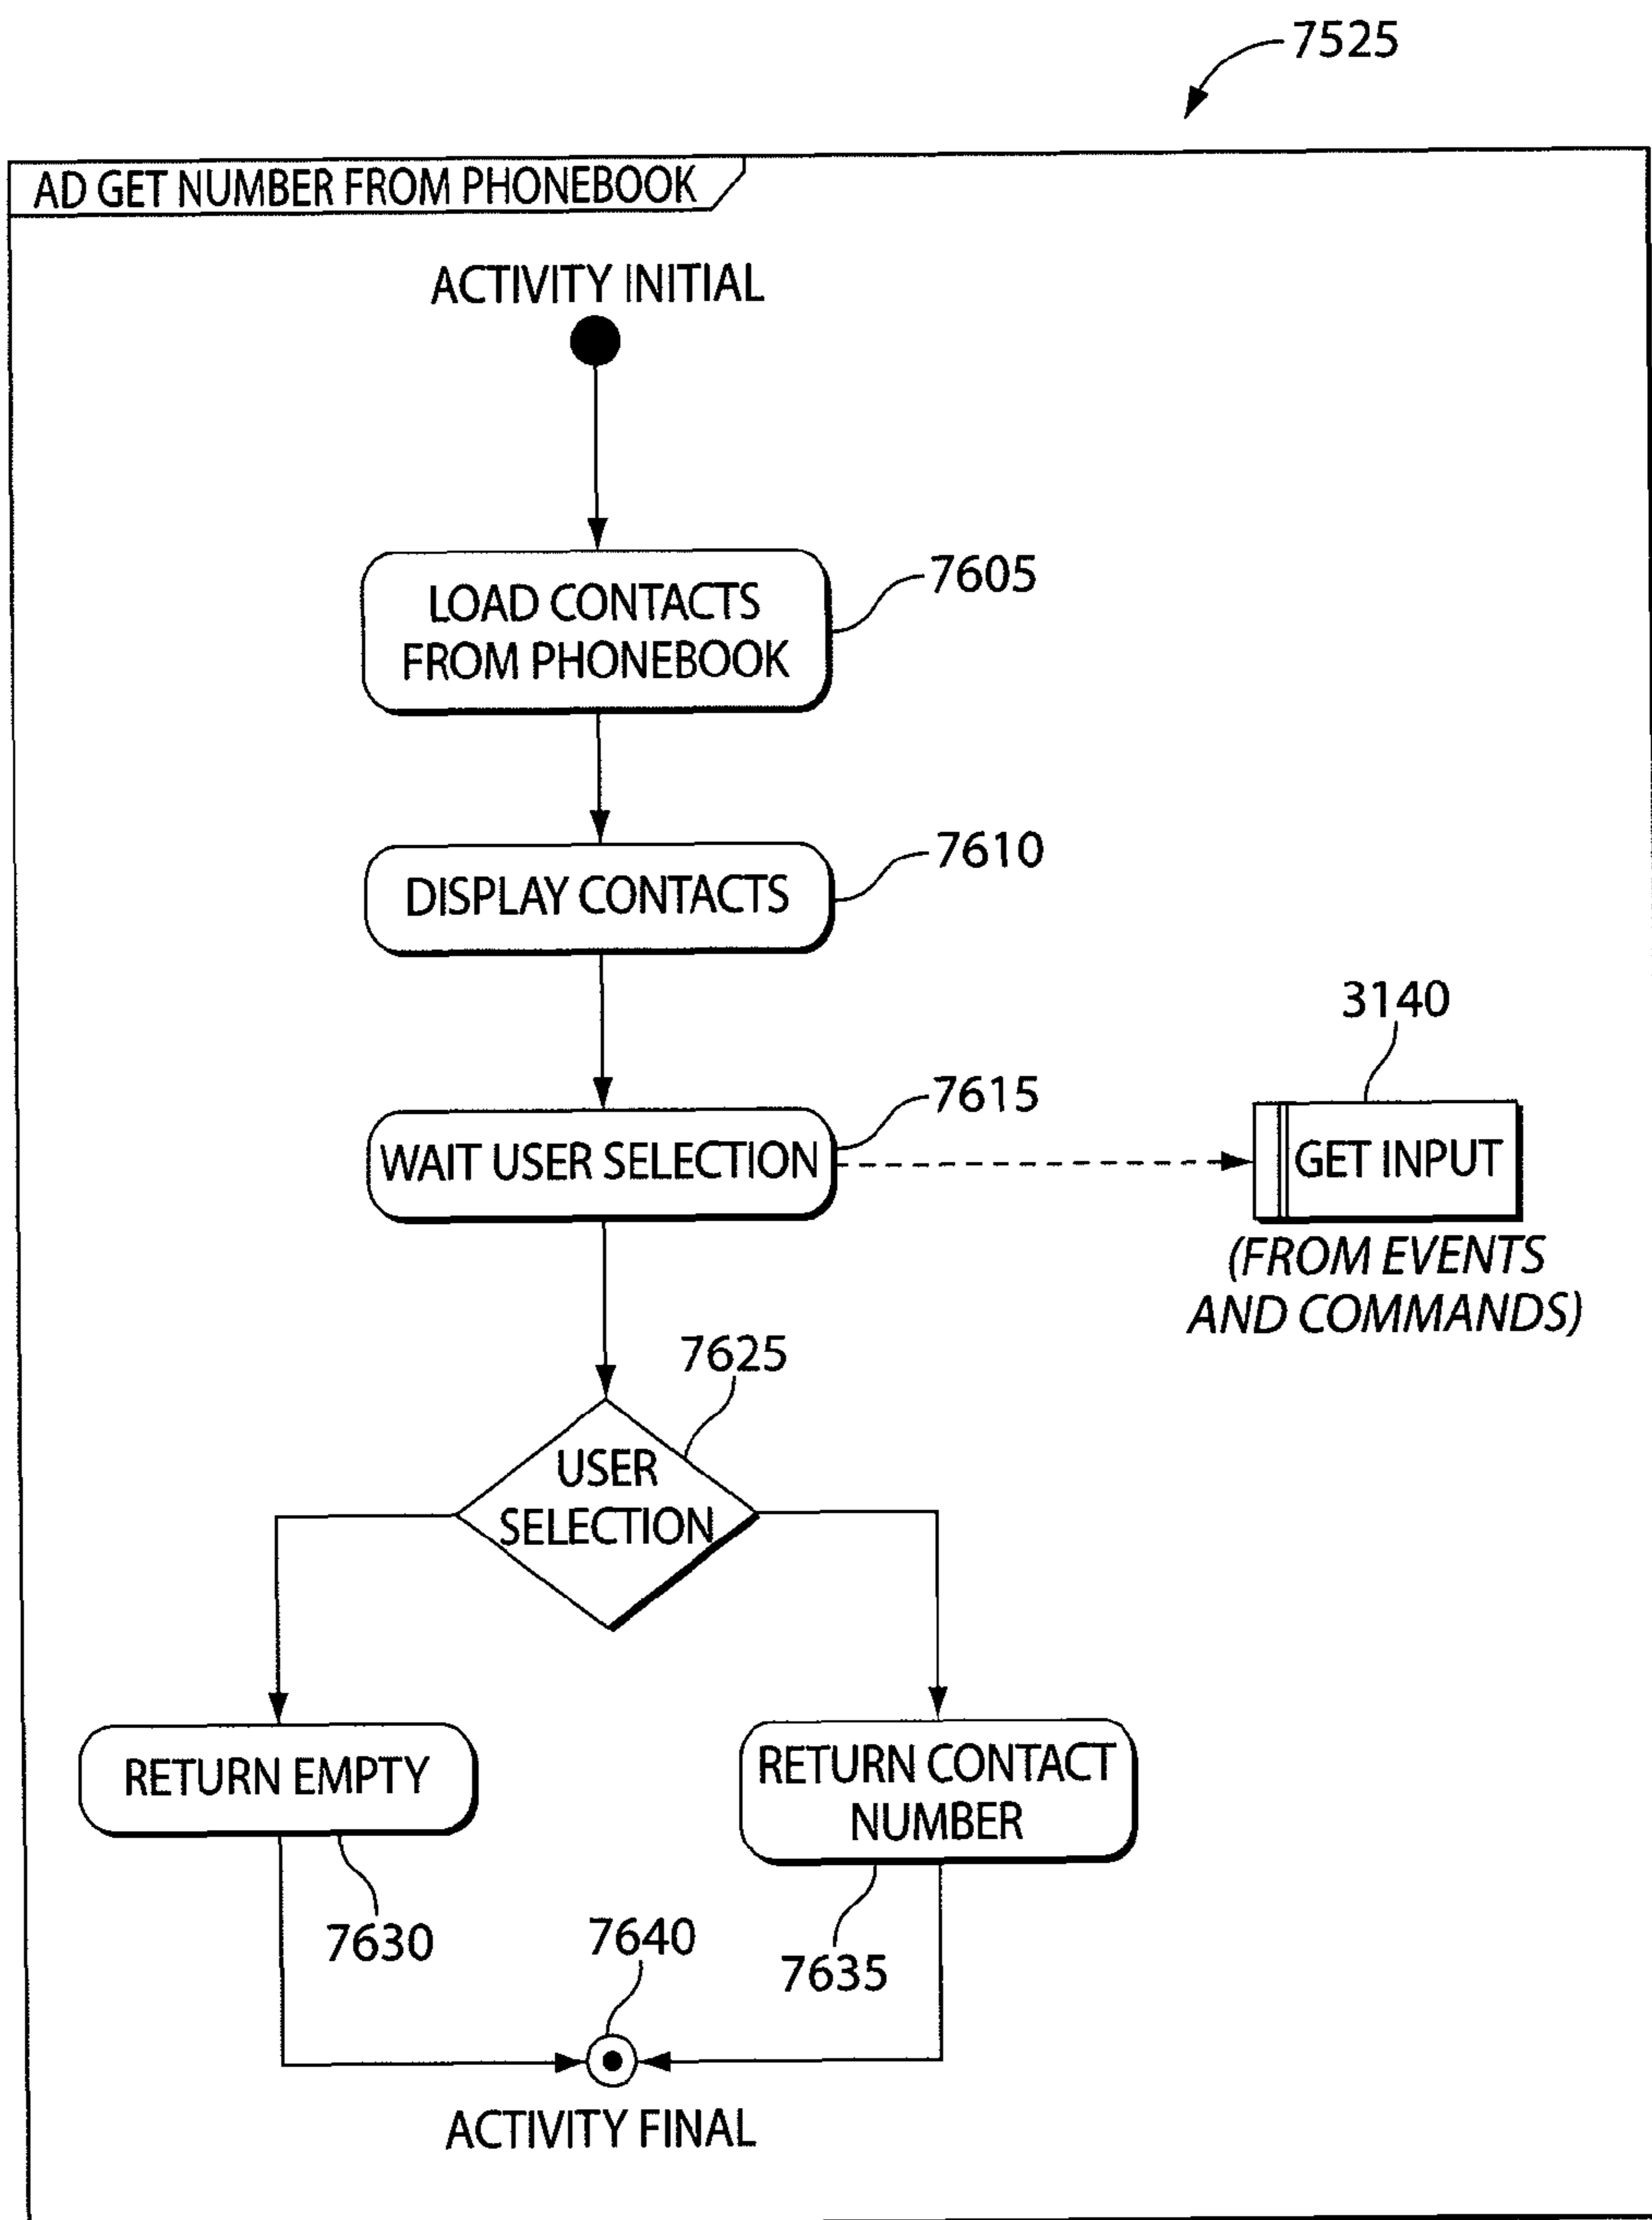 7525
AD GET NUMBER FROM PHONEBOOK
ACTIVITY INITIAL
LOAD CONTACTS
FROM PHONEBOOK
7605
DISPLAY CONTACTS
7610
WAIT USER SELECTION
7615
3140
GET INPUT
(FROM EVENTS
AND COMMANDS)
7625
USER
SELECTION
RETURN EMPTY
7630
RETURN CONTACT
NUMBER
7635
7640
ACTIVITY FINAL